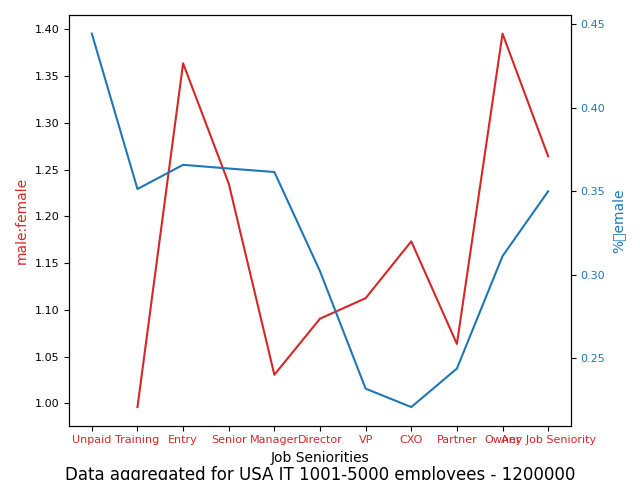 1.40
1.35
1.30
1.25
1.20
1.15
1.10
1.05
1.00
male:female
0.45
0.40
0.35
0.30
0.25
%▯emale
Unpaid Training Entry Senior Manager Director VP CXO Partner Owner Any Job Seniority
Job Seniorities
Data aggregated for USA IT 1001-5000 employees - 1200000